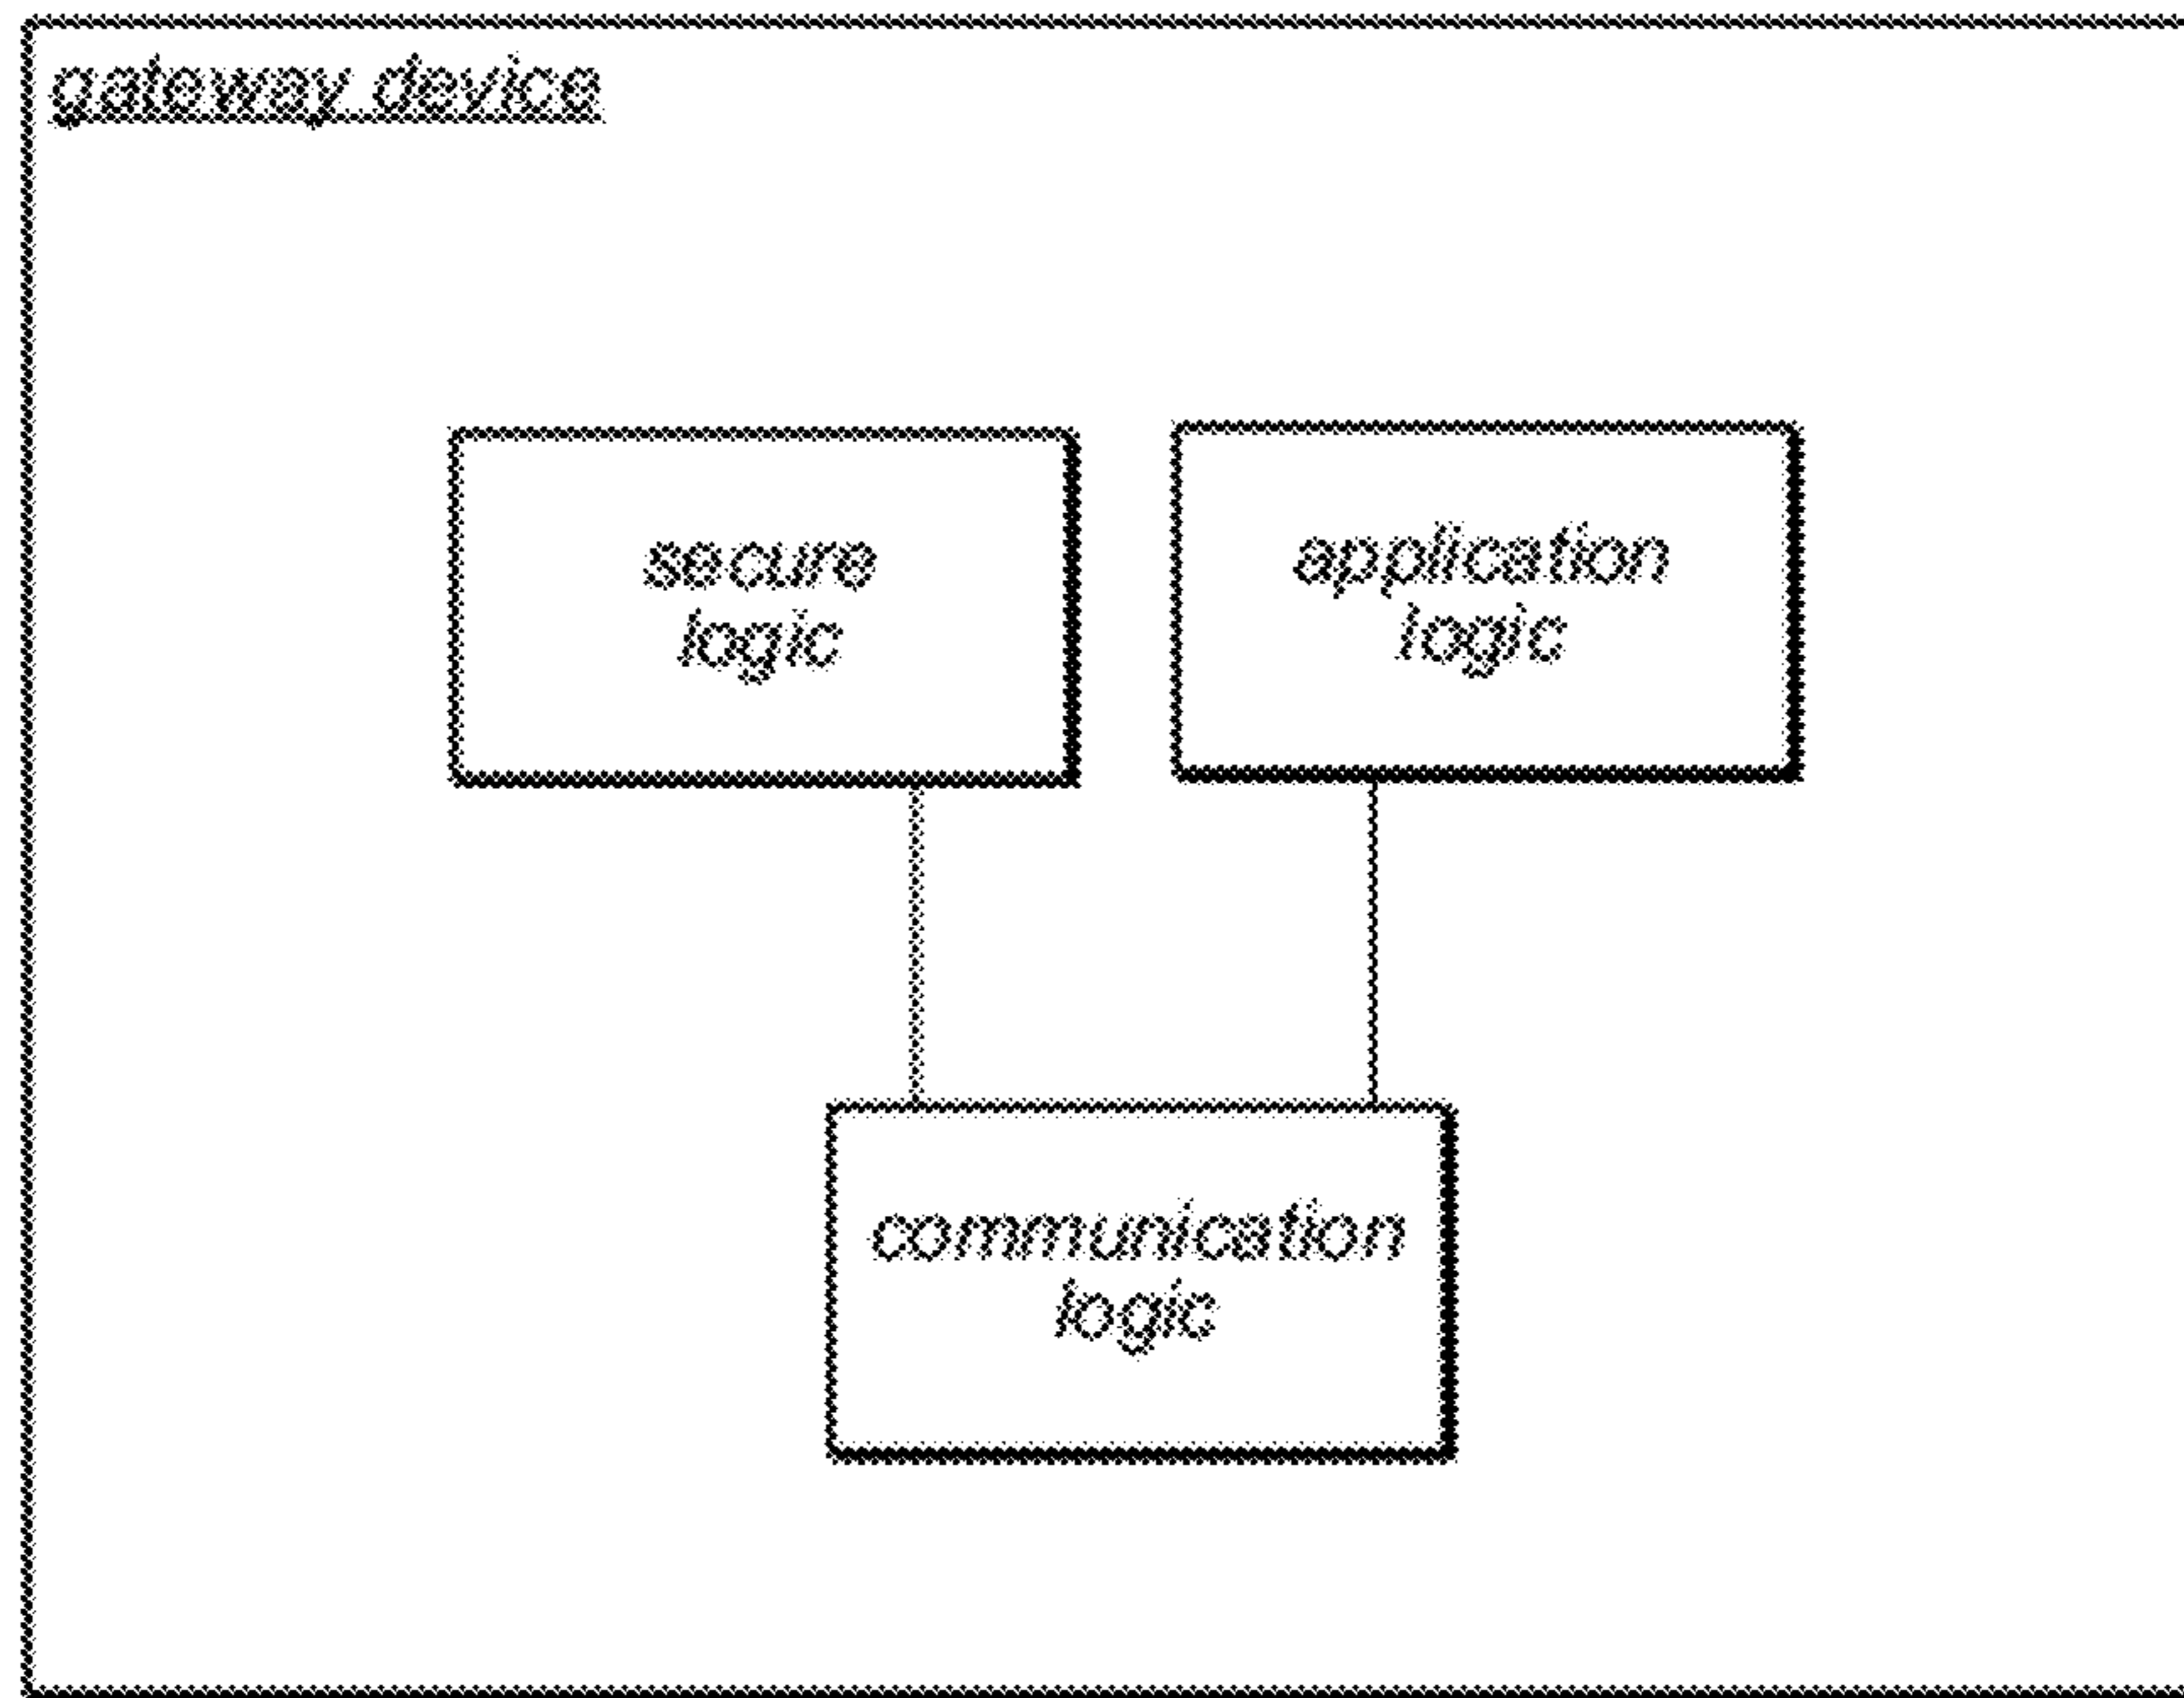 gateway device
secure
logic
application
logic
communication
logic